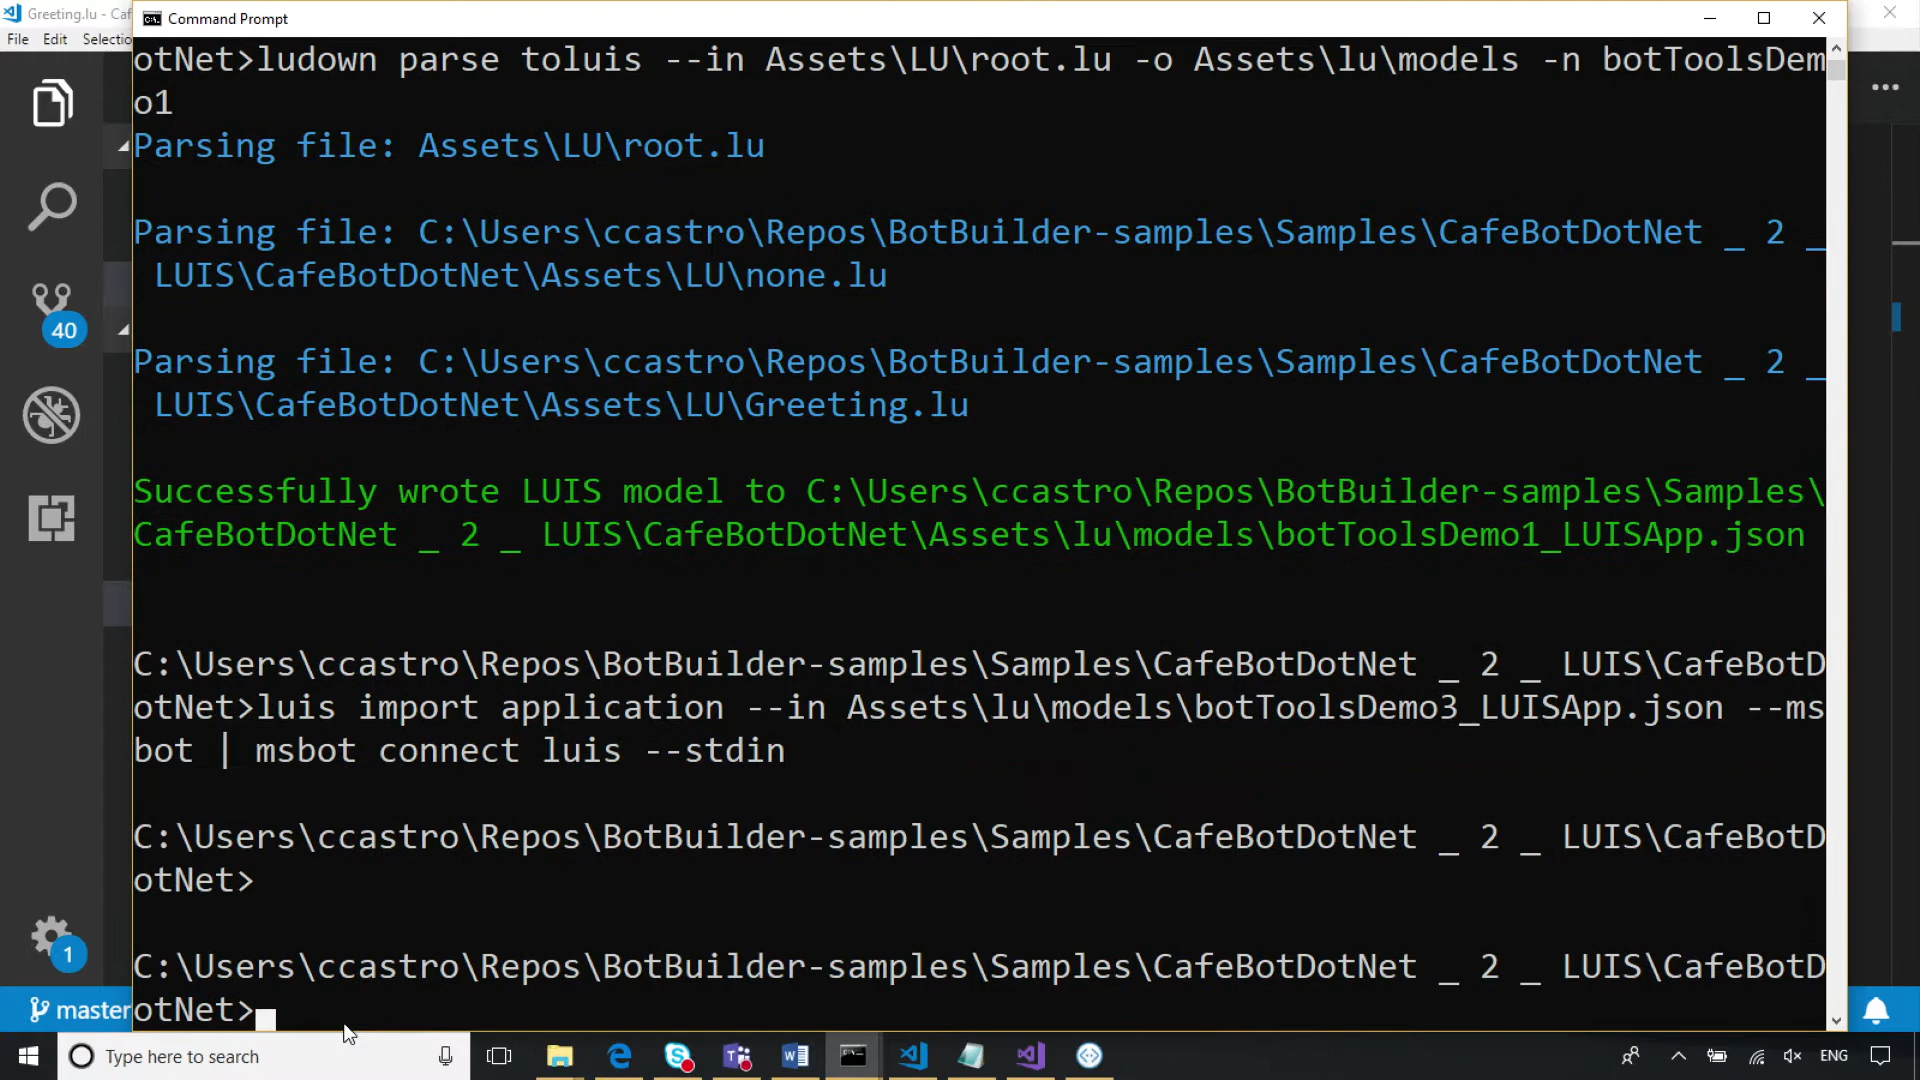 Greeting.lu - Caf
Command Prompt
File Edit Selectio
otNet>ludown parse toluis --in Assets\LU\root.lu -o Assets\lu\models -n botToolsDem
o1
Parsing file: Assets\LU\root.lu
Parsing file: C:\Users\ccastro\Repos\BotBuilder-samples\Samples\CafeBotDotNet _ 2 _
LUIS\CafeBotDotNet\Assets\LU\none.lu
Parsing file: C:\Users\ccastro\Repos\BotBuilder-samples\Samples\CafeBotDotNet _ 2 _
LUIS\CafeBotDotNet\Assets\LU\Greeting.lu
Successfully wrote LUIS model to C:\Users\ccastro\Repos\BotBuilder-samples\Samples\
CafeBotDotNet _ 2 _ LUIS\CafeBotDotNet\Assets\lu\models\botToolsDemo1_LUISApp.json
C:\Users\ccastro\Repos\BotBuilder-samples\Samples\CafeBotDotNet _ 2 _ LUIS\CafeBotD
otNet>luis import application --in Assets\lu\models\botToolsDemo3_LUISApp.json --ms
bot | msbot connect luis --stdin
C:\Users\ccastro\Repos\BotBuilder-samples\Samples\CafeBotDotNet _ 2 _ LUIS\CafeBotD
otNet>
C:\Users\ccastro\Repos\BotBuilder-samples\Samples\CafeBotDotNet _ 2 _ LUIS\CafeBotD
otNet>
40
1
master
Type here to search
ENG